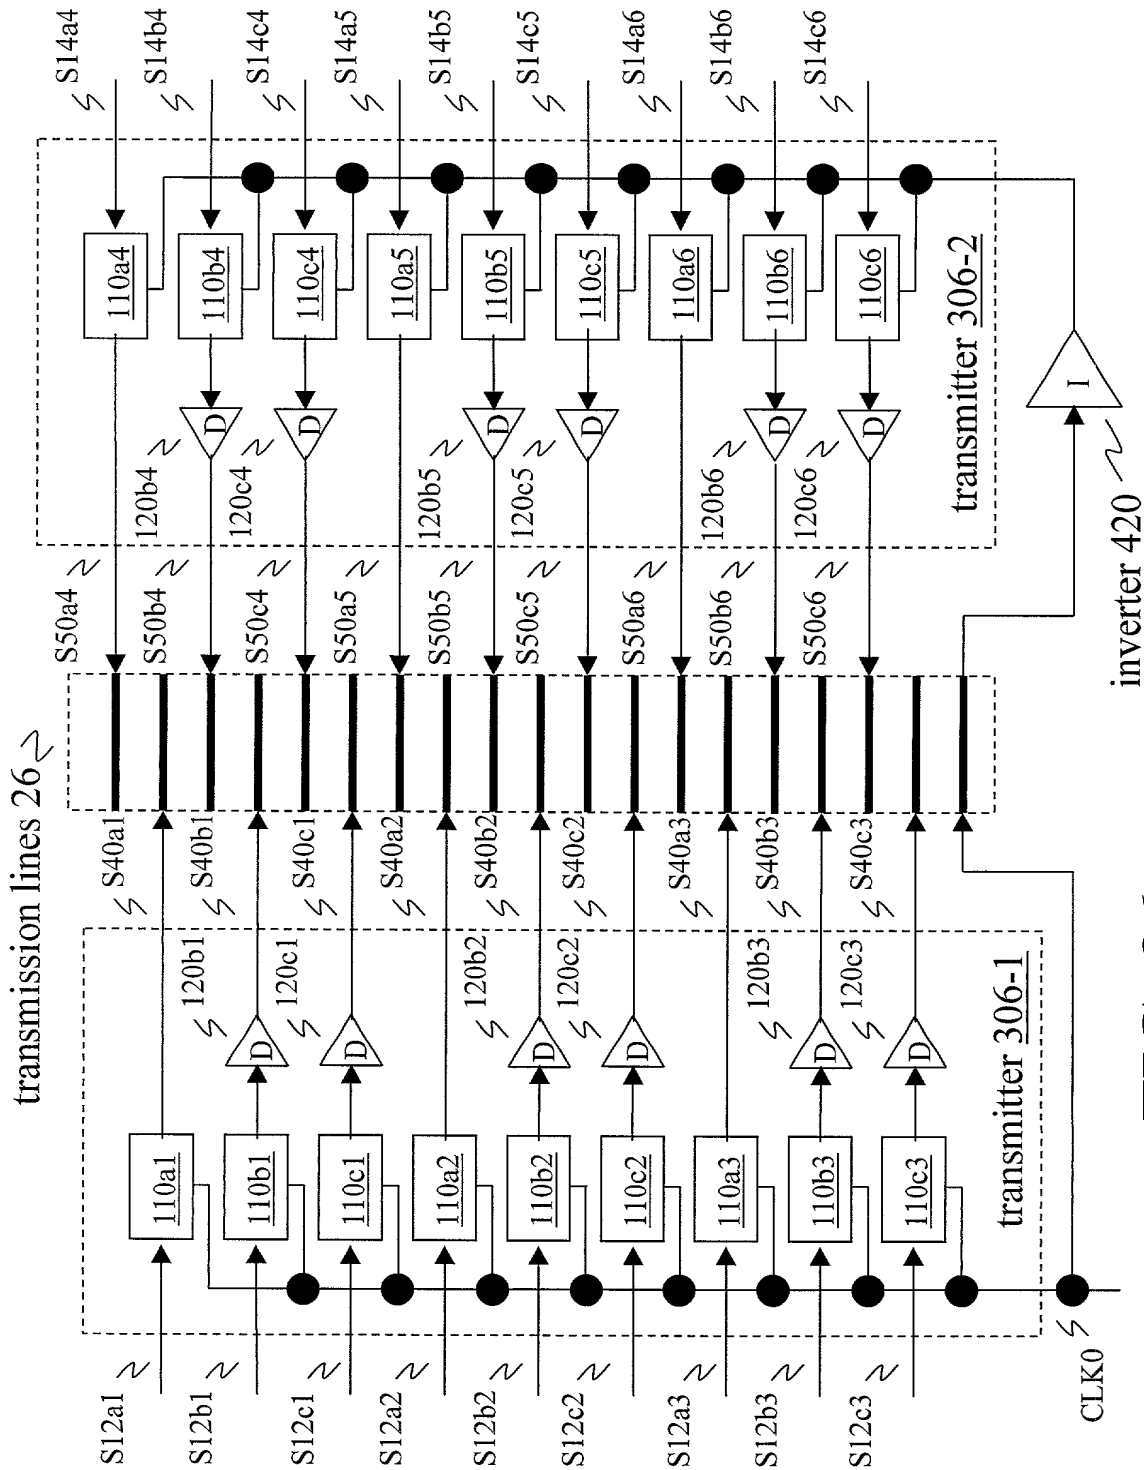 transmission lines 26
S12a1
S12b1
S12c1
S12a2
S12b2
S12c2
S12a3
S12b3
S12c3
CLK0
110a1
110b1
110c1
110a2
110b2
110c2
110a3
110b3
110c3
D
D
D
D
D
D
120b1
120c1
120b2
120c2
120b3
120c3
transmitter 306-1
S40a1
S40b1
S40c1
S40a2
S40b2
S40c2
S40a3
S40b3
S40c3
S50a4
S50b4
S50c4
S50a5
S50b5
S50c5
S50a6
S50b6
S50c6
120b4
120c4
120b5
120c5
120b6
120c6
D
D
D
D
D
D
110a4
110b4
110c4
110a5
110b5
110c5
110a6
110b6
110c6
transmitter 306-2
S14a4
S14b4
S14c4
S14a5
S14b5
S14c5
S14a6
S14b6
S14c6
I
inverter 420